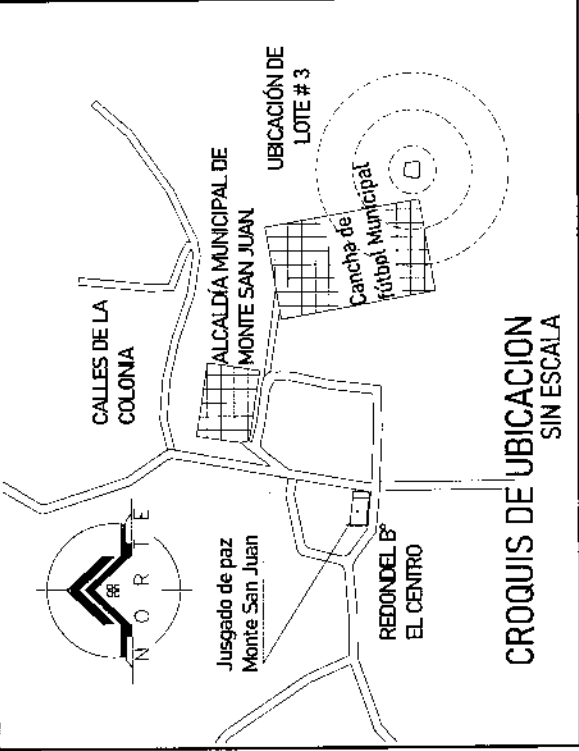 UBICACIÓN DE
LOTE # 3
ALCALDÍA MUNICIPAL DE
MONTE SAN JUAN
CALLES DE LA
COLONIA
Cancha de
fútbol Municipal
NORTE
Jusgado de paz
Monte San Juan
REDONDEL Bº
EL CENTRO
CROQUIS DE UBICACION
SIN ESCALA